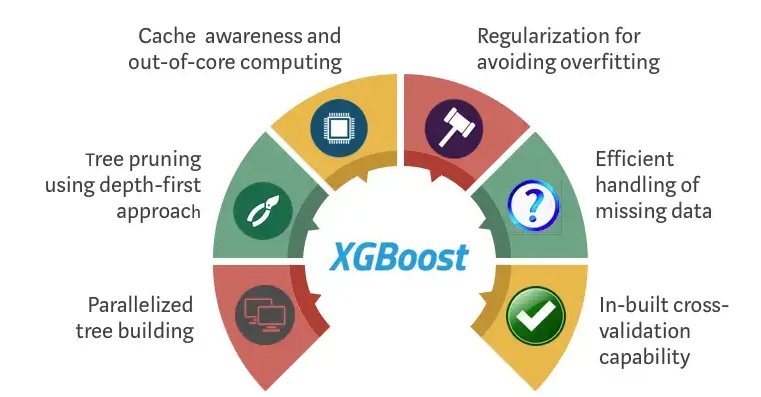 Cache awareness and
out-of-core computing
Regularization for
avoiding overfitting
Tree pruning
using depth-first
approach
Efficient
handling of
missing data
?
XGBoost
Parallelized
tree building
In-built cross-
validation
capability